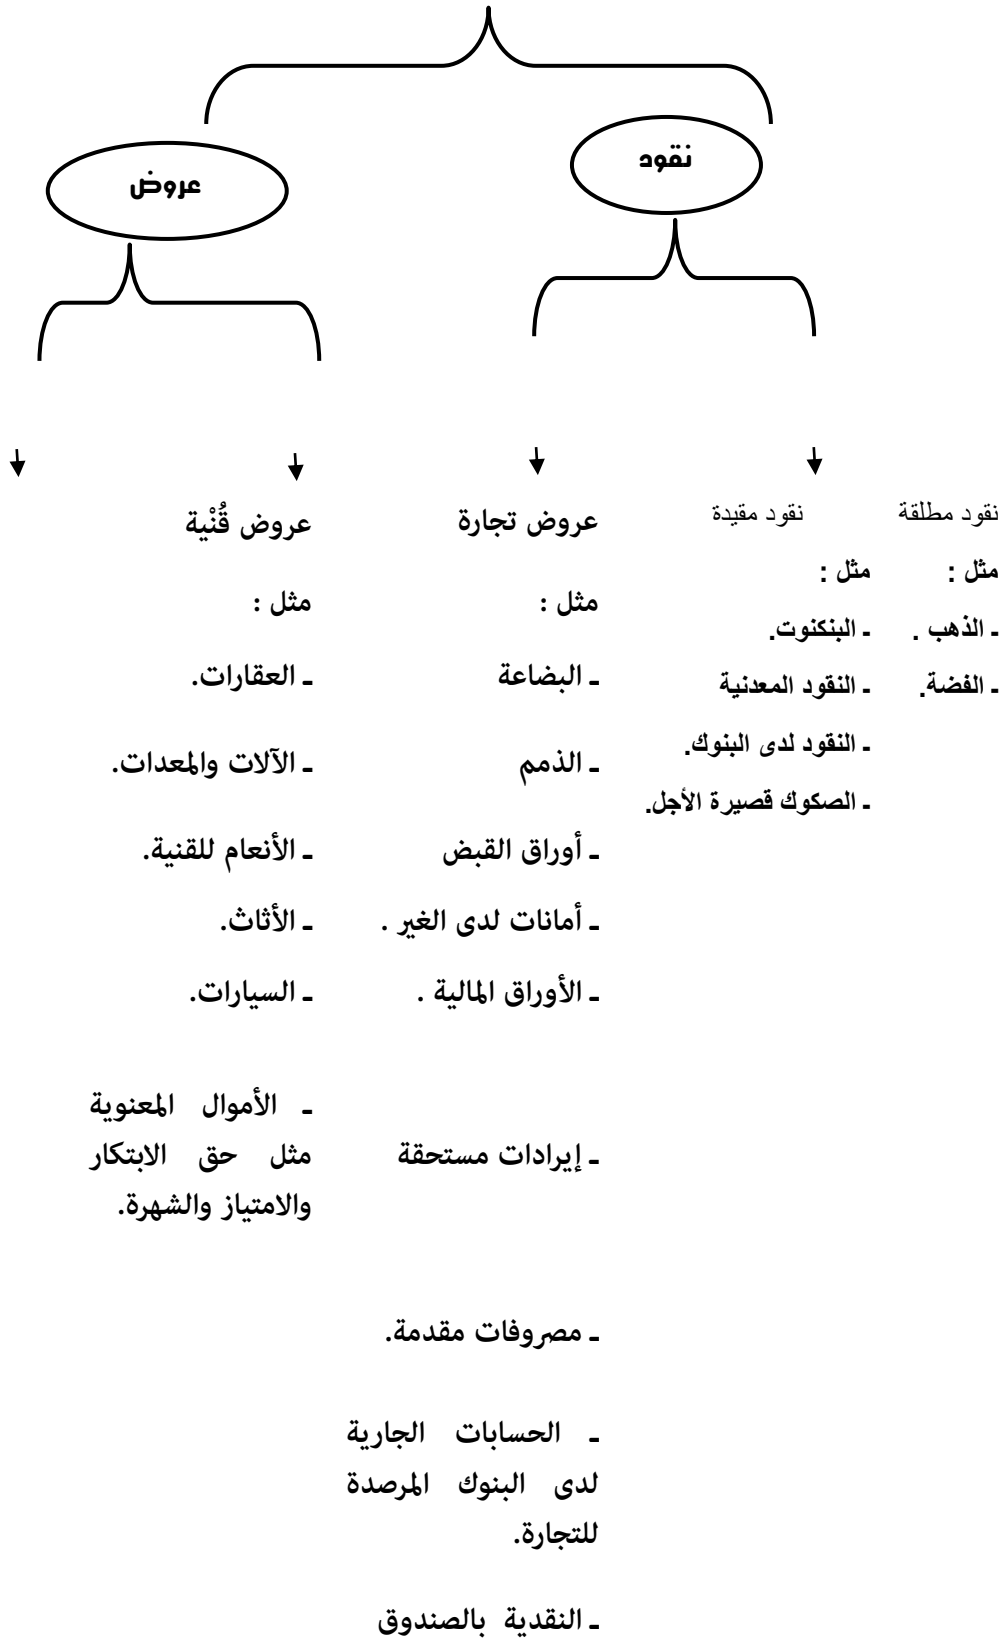 نقود
عروض
نقود مطلقة
مثل :
ـ الذهب .
ـ الفضة.
نقود مقيدة
مثل :
ـ البنكنوت.
ـ النقود المعدنية
ـ النقود لدى البنوك.
ـ الصكوك قصيرة الأجل.
عروض تجارة
مثل :
ـ البضاعة
ـ الذمم
ـ أوراق القبض
ـ أمانات لدى الغير .
ـ الأوراق المالية .
ـ إيرادات مستحقة
ـ مصروفات مقدمة.
ـ الحسابات الجارية
لدى البنوك المرصدة
للتجارة.
ـ النقدية بالصندوق
عروض قُنْية
مثل :
ـ العقارات.
ـ الآلات والمعدات.
ـ الأنعام للقنية.
ـ الأثاث.
ـ السيارات.
ـ الأموال المعنوية
مثل حق الابتكار
والامتياز والشهرة.